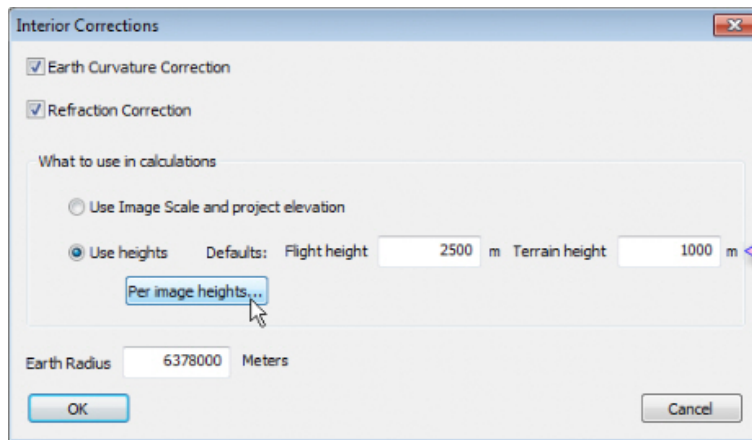 Interior Corrections
Earth Curvature Correction
Refraction Correction
What to use in calculations
Use Image Scale and project elevation
Use heights Defaults: Flight height 2500 m Terrain height 1000 m
Per image heights...
Earth Radius 6378000 Meters
OK Cancel